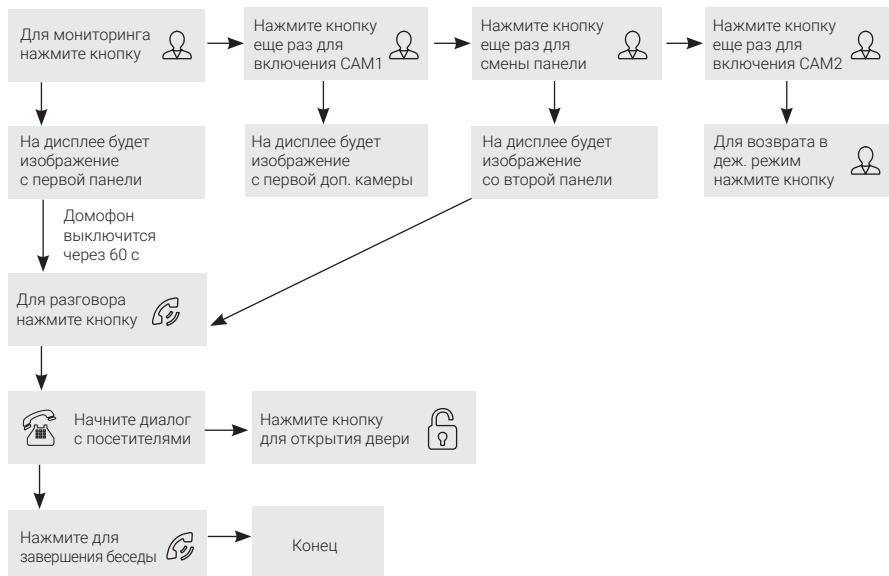 Для мониторинга
нажмите кнопку
Нажмите кнопку
еще раз для
включения CAM1
Нажмите кнопку
еще раз для
смены панели
Нажмите кнопку
еще раз для
включения CAM2
На дисплее будет
изображение
с первой панели
На дисплее будет
изображение
с первой доп. камеры
На дисплее будет
изображение
со второй панели
Для возврата в
деж. режим
нажмите кнопку
Домофон
выключится
через 60 с
Для разговора
нажмите кнопку
Начните диалог
с посетителями
Нажмите кнопку
для открытия двери
Нажмите для
завершения беседы
Конец